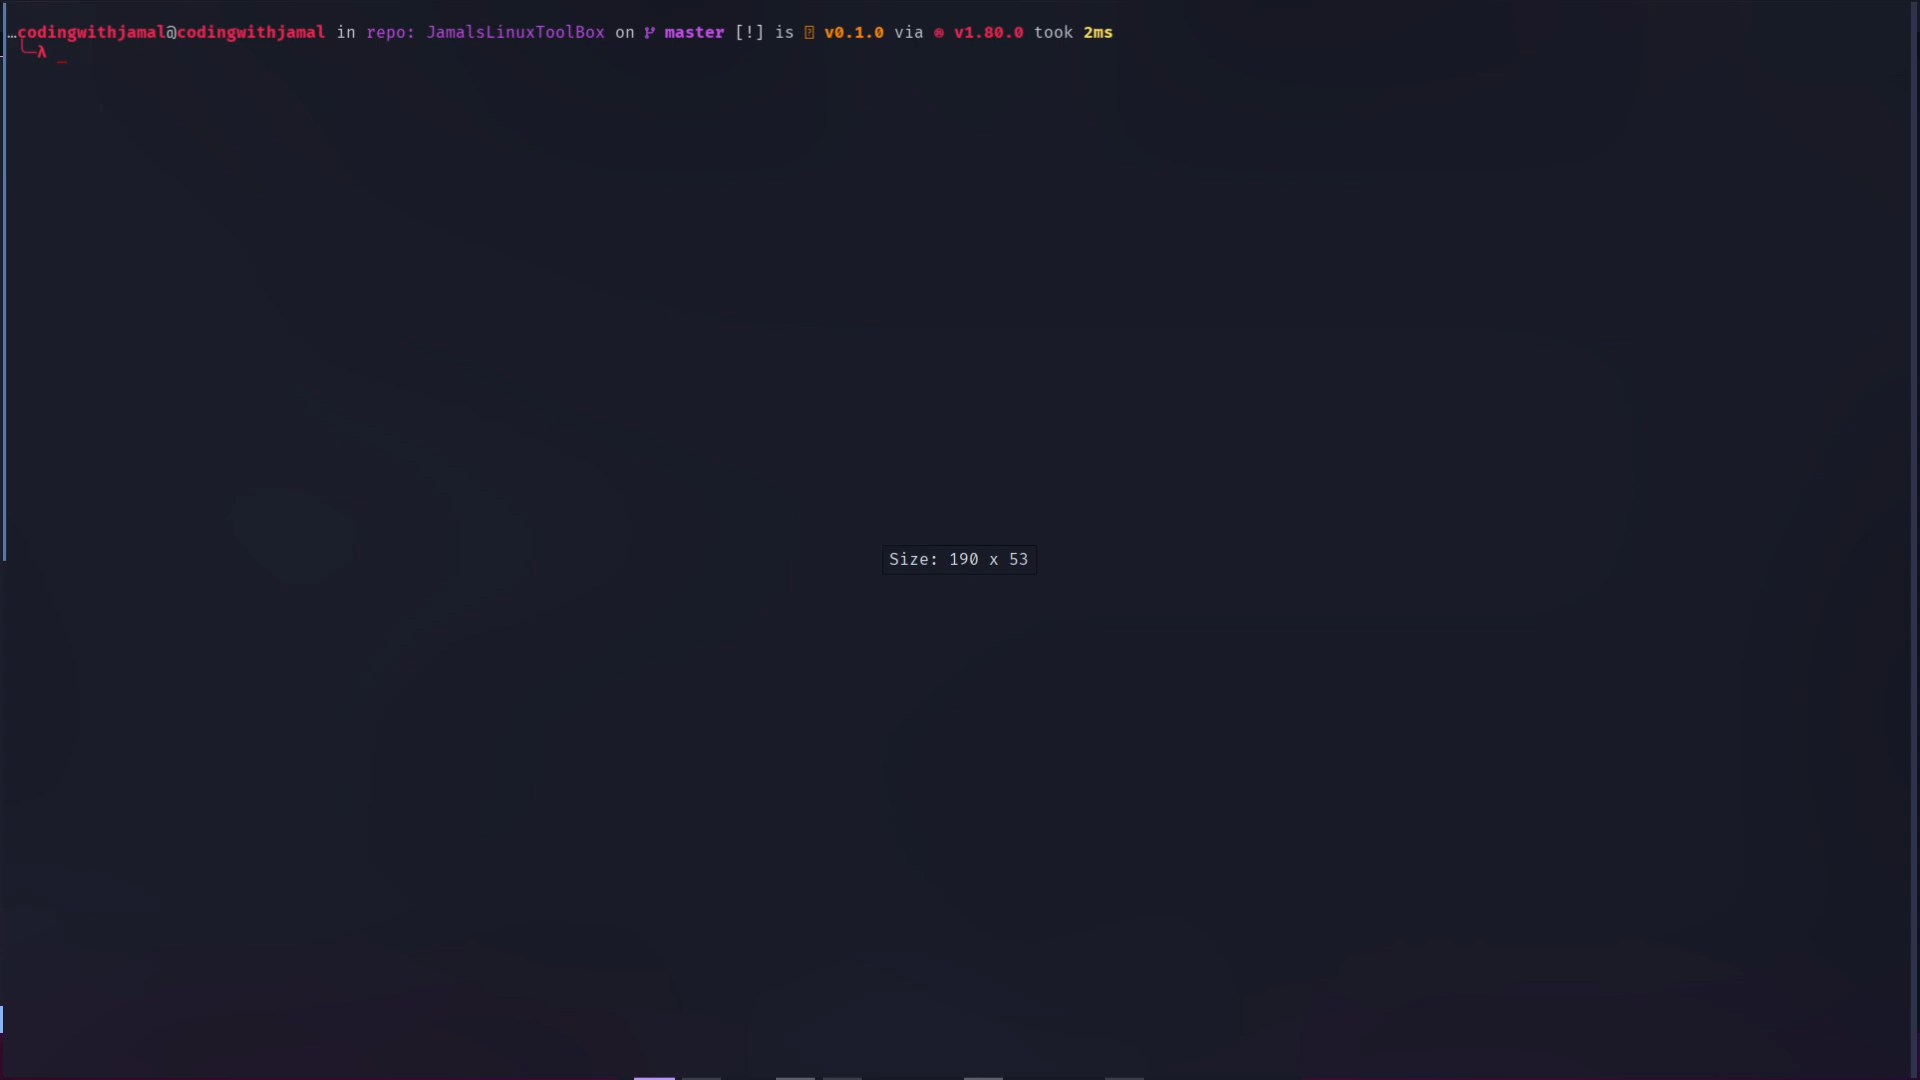 …codingwithjamal@codingwithjamal in repo: JamalsLinuxToolBox on master [!] is v0.1.0 via v1.80.0 took 2ms
╰─λ _
Size: 190 x 53